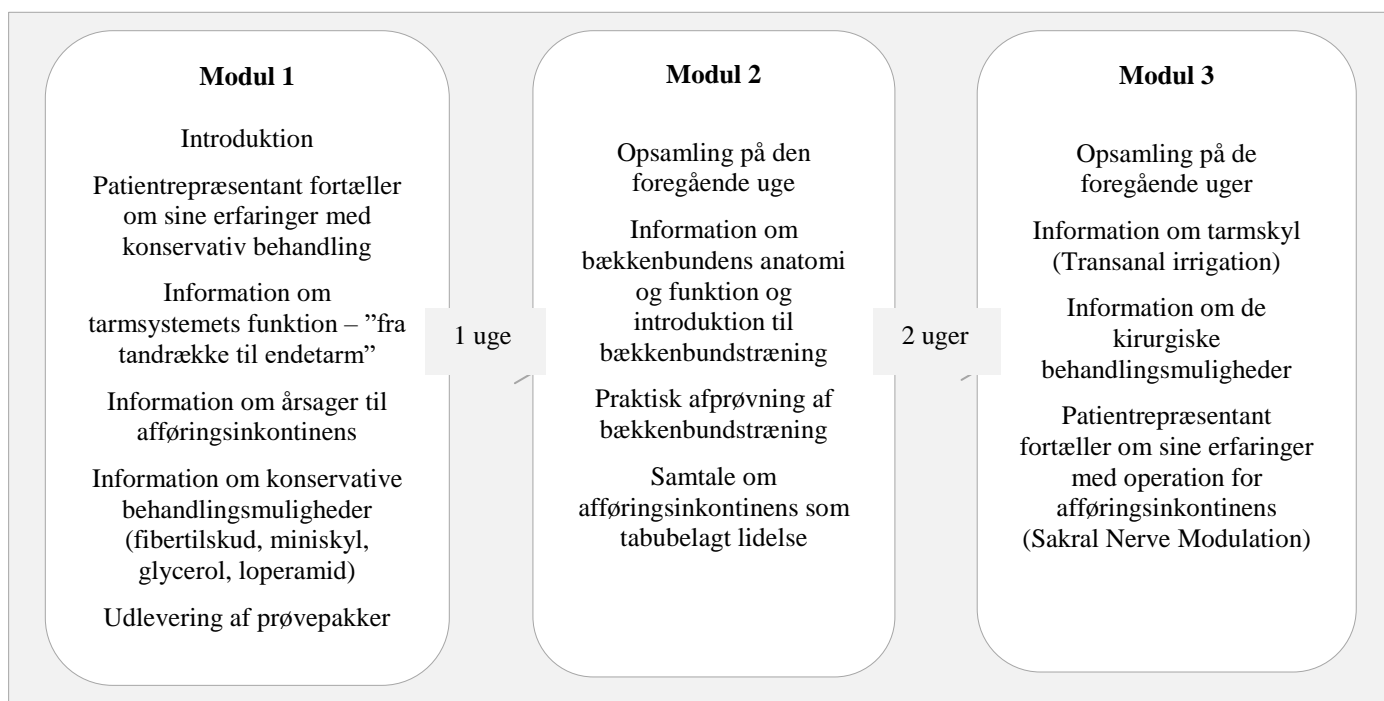 Modul 1
Introduktion
Patientrepræsentant fortæller
om sine erfaringer med
konservativ behandling
Information om
tarmsystemets funktion – ”fra
tandrække til endetarm”
Information om årsager til
afføringsinkontinens
Information om konservative
behandlingsmuligheder
(fibertilskud, miniskyl,
glycerol, loperamid)
Udlevering af prøvepakker
1 uge
Modul 2
Opsamling på den
foregående uge
Information om
bækkenbundens anatomi
og funktion og
introduktion til
bækkenbundstræning
Praktisk afprøvning af
bækkenbundstræning
Samtale om
afføringsinkontinens som
tabubelagt lidelse
2 uger
Modul 3
Opsamling på de
foregående uger
Information om tarmskyl
(Transanal irrigation)
Information om de
kirurgiske
behandlingsmuligheder
Patientrepræsentant
fortæller om sine erfaringer
med operation for
afføringsinkontinens
(Sakral Nerve Modulation)